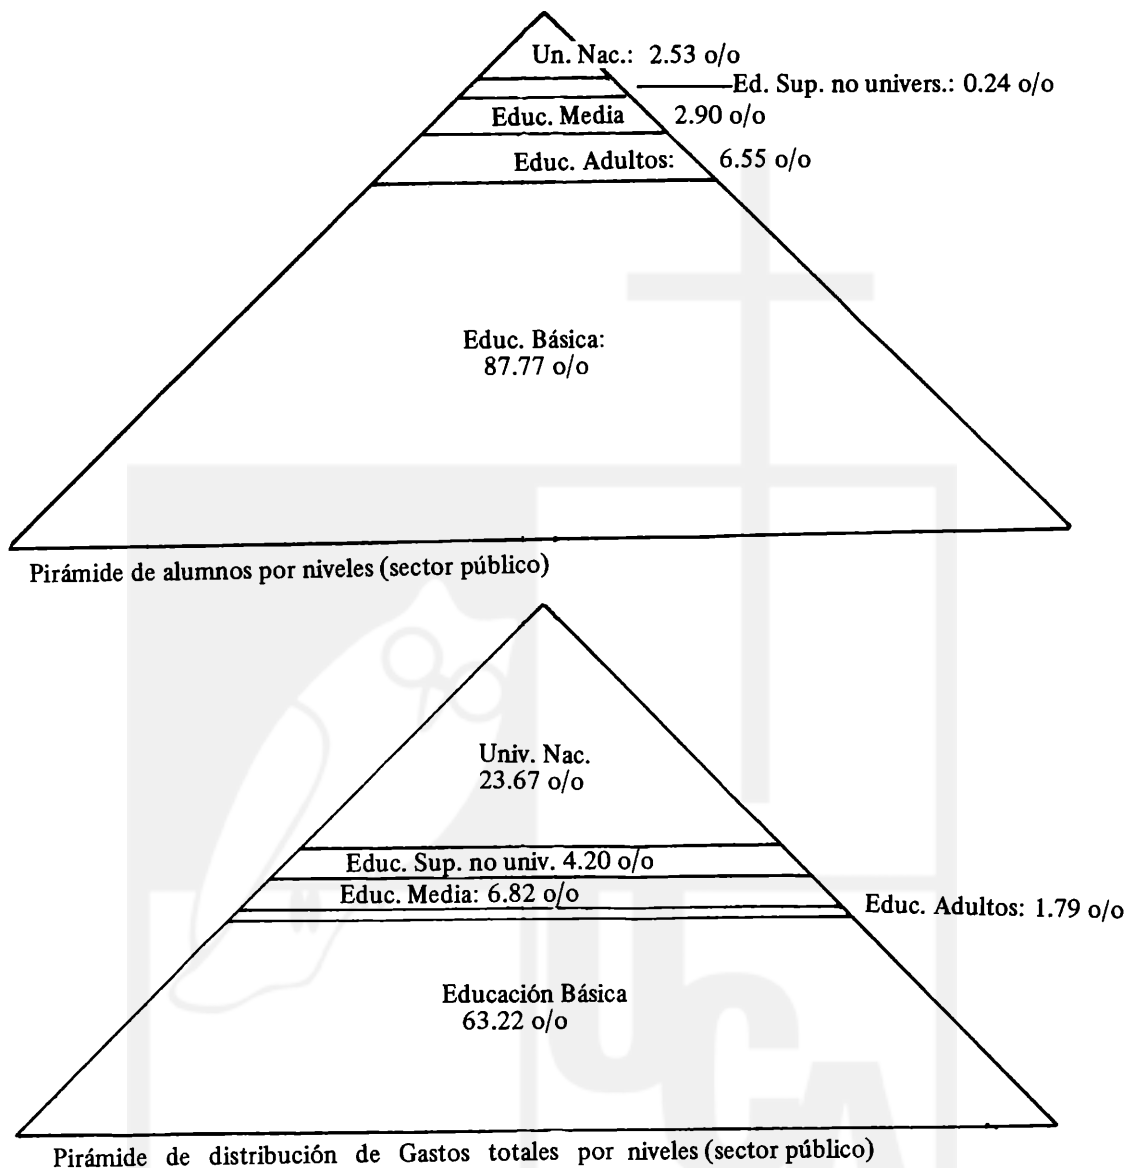 Un. Nac.: 2.53 o/o
Ed. Sup. no univers.: 0.24 o/o
Educ. Media 2.90 o/o
Educ. Adultos: 6.55 o/o
Educ. Básica:
87.77 o/o
Pirámide de alumnos por niveles (sector público)
Univ. Nac.
23.67 o/o
Educ. Sup. no univ. 4.20 o/o
Educ. Media: 6.82 o/o
Educ. Adultos: 1.79 o/o
Educación Básica
63.22 o/o
UCA
Pirámide de distribución de Gastos totales por niveles (sector público)